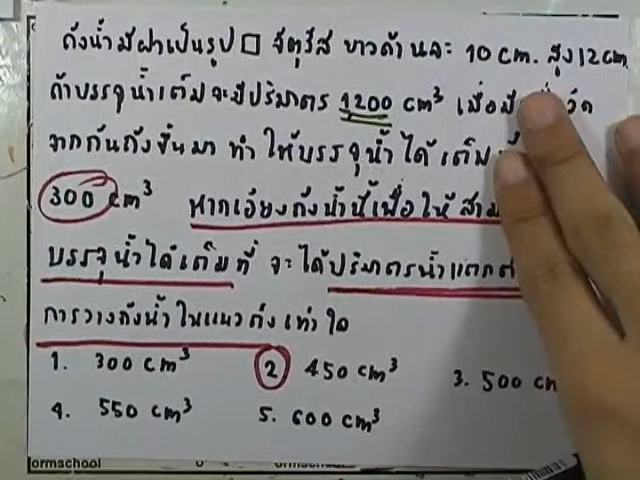 ถังน้ำมีฝาเป็นรูป □ จัตุรัส ยาวด้านละ 10 cm. สูง 12 cm
ถ้าบรรจุน้ำเต็มจะมีปริมาตร 1200 cm³ เมื่อ
จากก้นถังขึ้นมา ทำให้บรรจุน้ำได้เต็ม
300 cm³ หากเอียงถังน้ำนี้เพื่อให้
บรรจุน้ำได้เต็มที่ จะได้ปริมาตรน้ำ
การวางถังน้ำในแนวตั้งเท่าใด
1. 300 cm³ 2 450 cm³ 3. 500
4. 550 cm³ 5. 600 cm³
ormschool